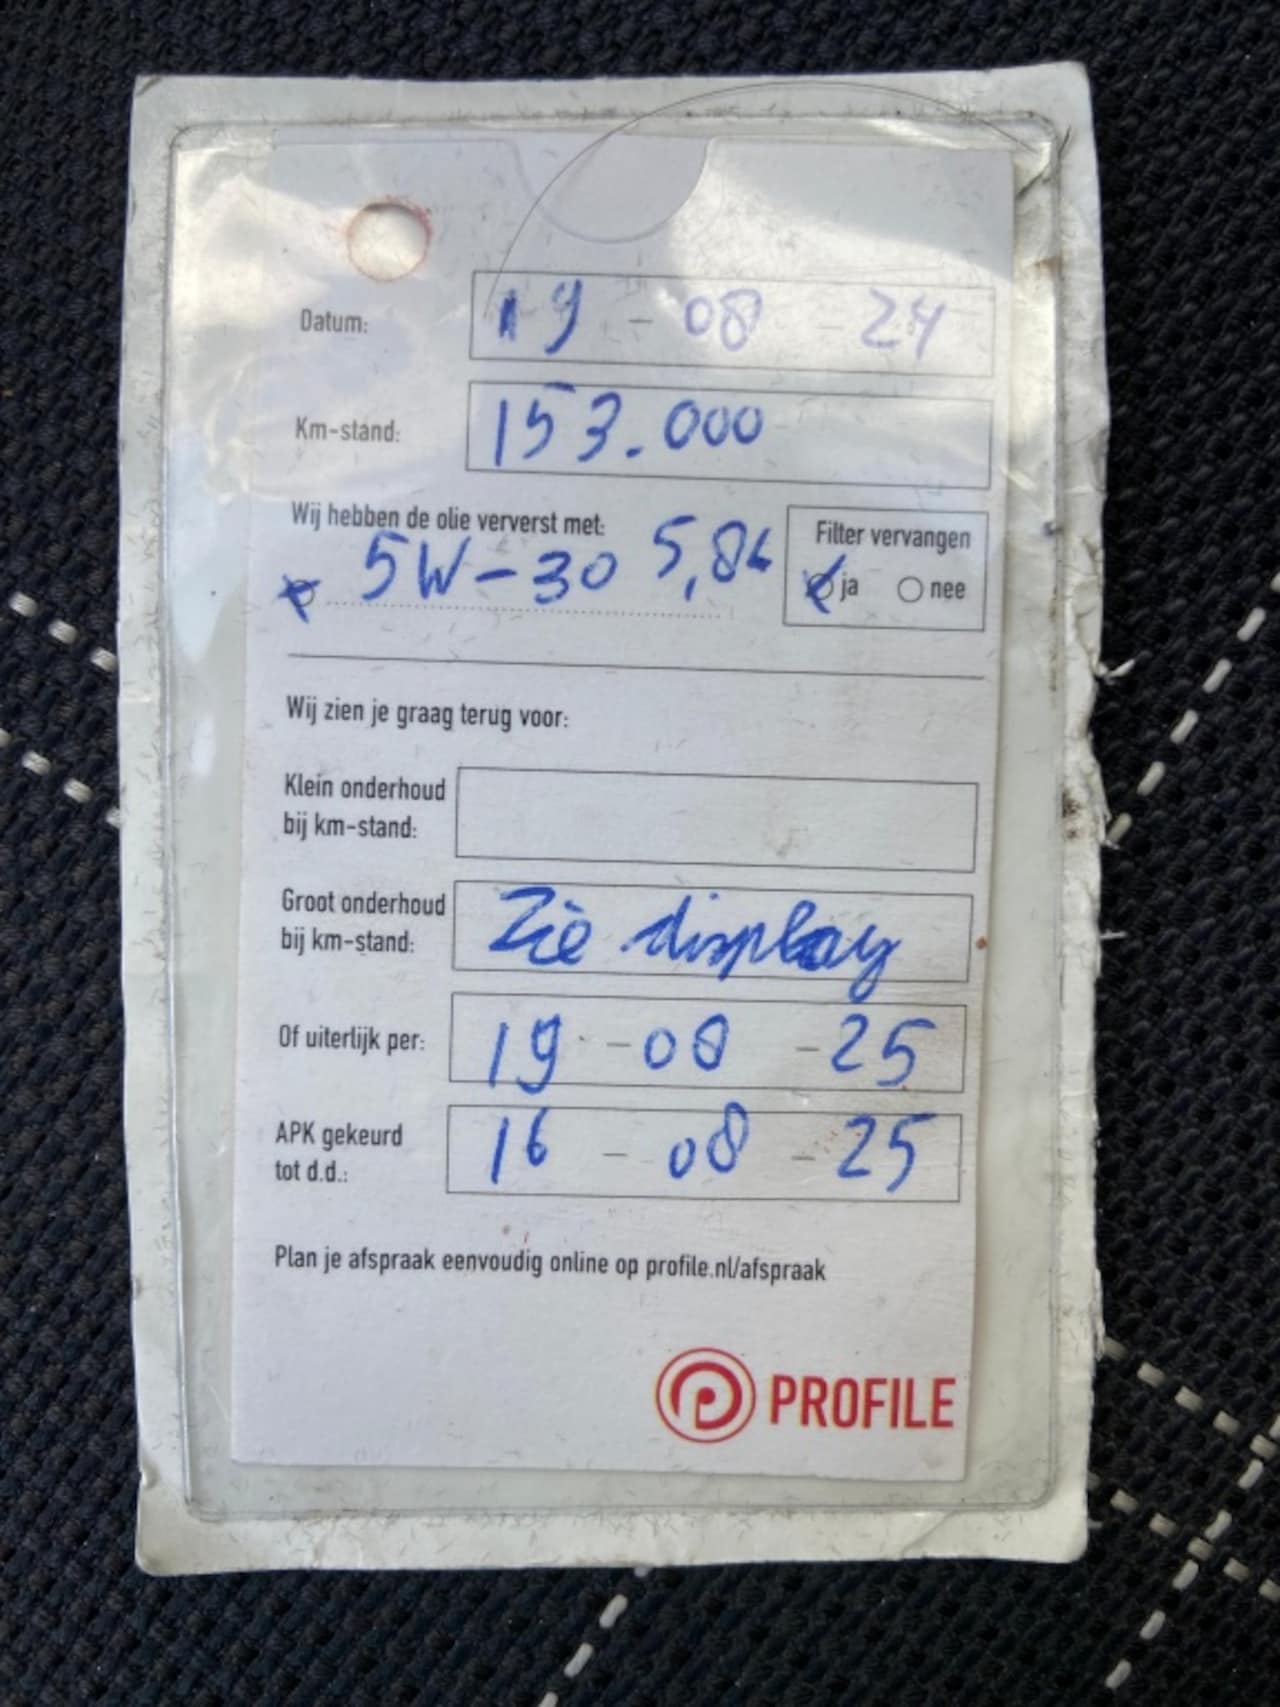 Datum: 19 - 08 - 24
Km-stand: 153.000
Wij hebben de olie ververst met:
5W-30 5,8L
Filter vervangen
ja nee
Wij zien je graag terug voor:
Klein onderhoud
bij km-stand:
Groot onderhoud
bij km-stand: Zie display
Of uiterlijk per: 19 - 08 - 25
APK gekeurd
tot d.d.: 16 - 08 - 25
Plan je afspraak eenvoudig online op profile.nl/afspraak
PROFILE